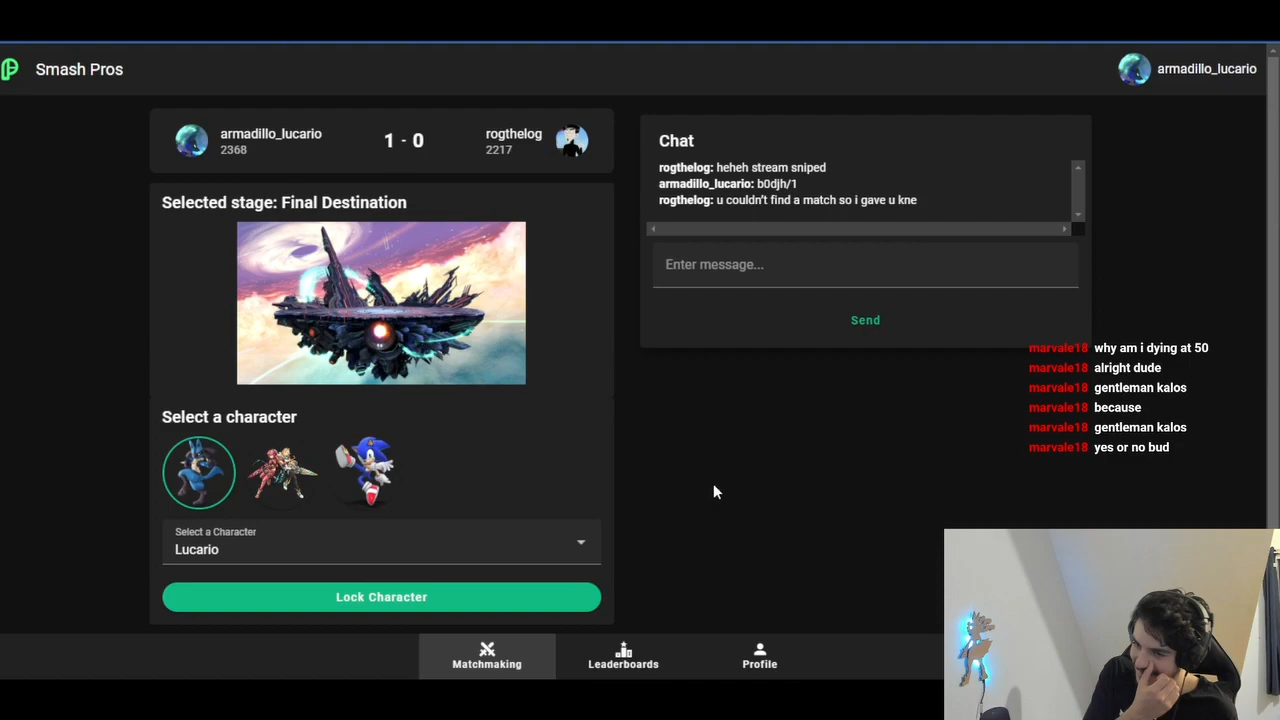 Smash Pros
armadillo_lucario
armadillo_lucario
2368
1 - 0
rogthelog
2217
Selected stage: Final Destination
Select a character
Select a Character
Lucario
Lock Character
Chat
rogthelog: heheh stream sniped
armadillo_lucario: b0djh/1
rogthelog: u couldn't find a match so i gave u kne
Enter message...
Send
marvale18 why am i dying at 50
marvale18 alright dude
marvale18 gentleman kalos
marvale18 because
marvale18 gentleman kalos
marvale18 yes or no bud
Matchmaking
Leaderboards
Profile